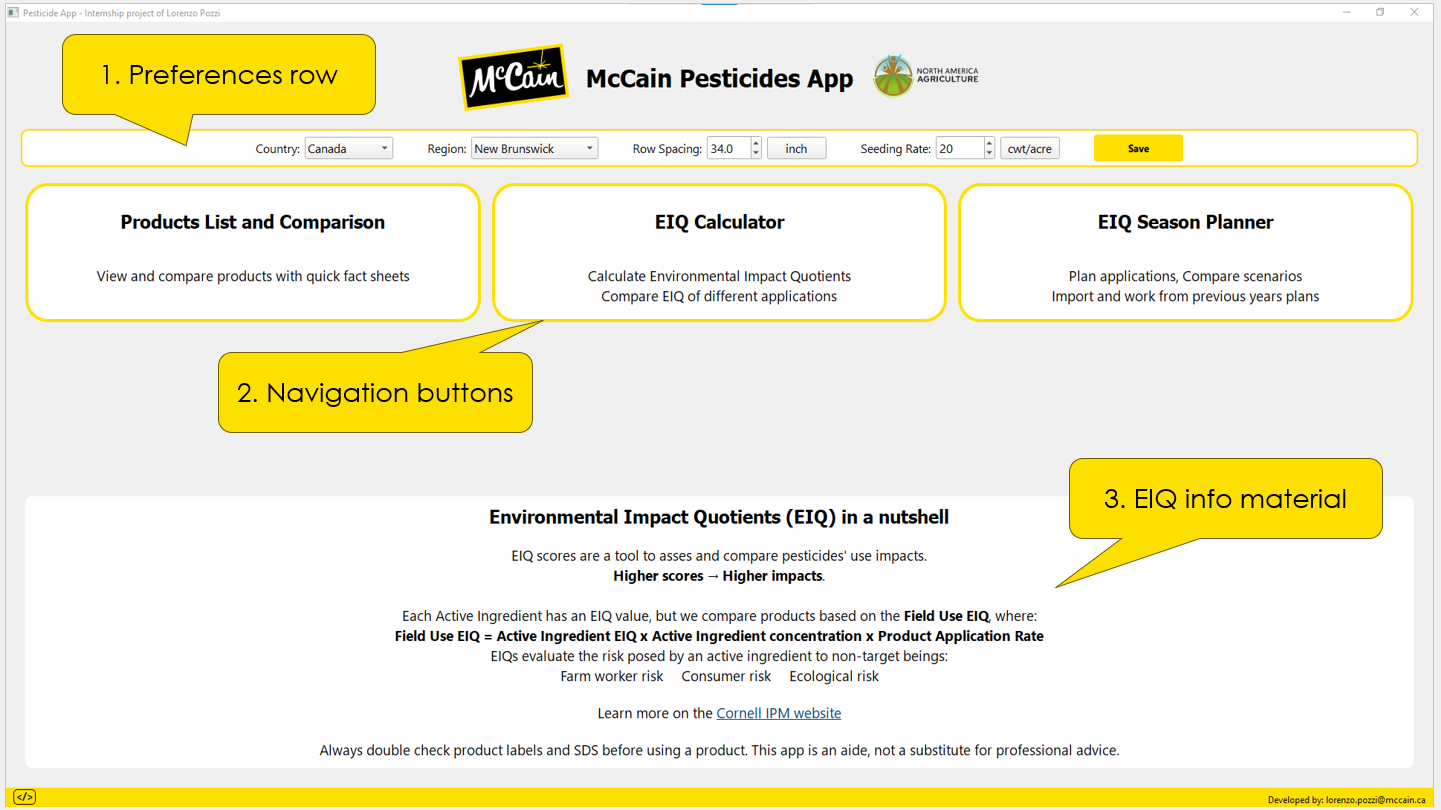 Pesticide App - Internship project of Lorenzo Pozzi
1. Preferences row
McCain
McCain Pesticides App
NORTH AMERICA
AGRICULTURE
Country: Canada Region: New Brunswick Row Spacing: 34.0 inch Seeding Rate: 20 cwt/acre Save
Products List and Comparison
View and compare products with quick fact sheets
EIQ Calculator
Calculate Environmental Impact Quotients
Compare EIQ of different applications
EIQ Season Planner
Plan applications, Compare scenarios
Import and work from previous years plans
2. Navigation buttons
3. EIQ info material
Environmental Impact Quotients (EIQ) in a nutshell
EIQ scores are a tool to asses and compare pesticides' use impacts.
Higher scores → Higher impacts.
Each Active Ingredient has an EIQ value, but we compare products based on the Field Use EIQ, where:
Field Use EIQ = Active Ingredient EIQ x Active Ingredient concentration x Product Application Rate
EIQs evaluate the risk posed by an active ingredient to non-target beings:
Farm worker risk Consumer risk Ecological risk
Learn more on the Cornell IPM website
Always double check product labels and SDS before using a product. This app is an aide, not a substitute for professional advice.
</>
Developed by: lorenzo.pozzi@mccain.ca